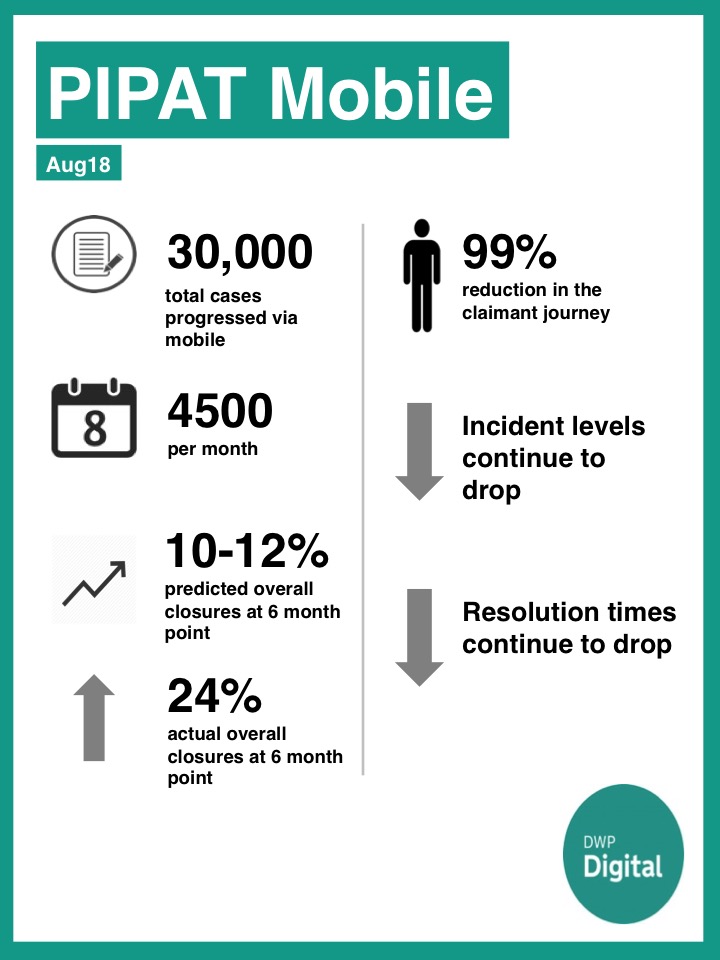 PIPAT Mobile
Aug18
30,000
total cases
progressed via
mobile
8
4500
per month
10-12%
predicted overall
closures at 6 month
point
24%
actual overall
closures at 6 month
point
99%
reduction in the
claimant journey
Incident levels
continue to
drop
Resolution times
continue to drop
DWP
Digital